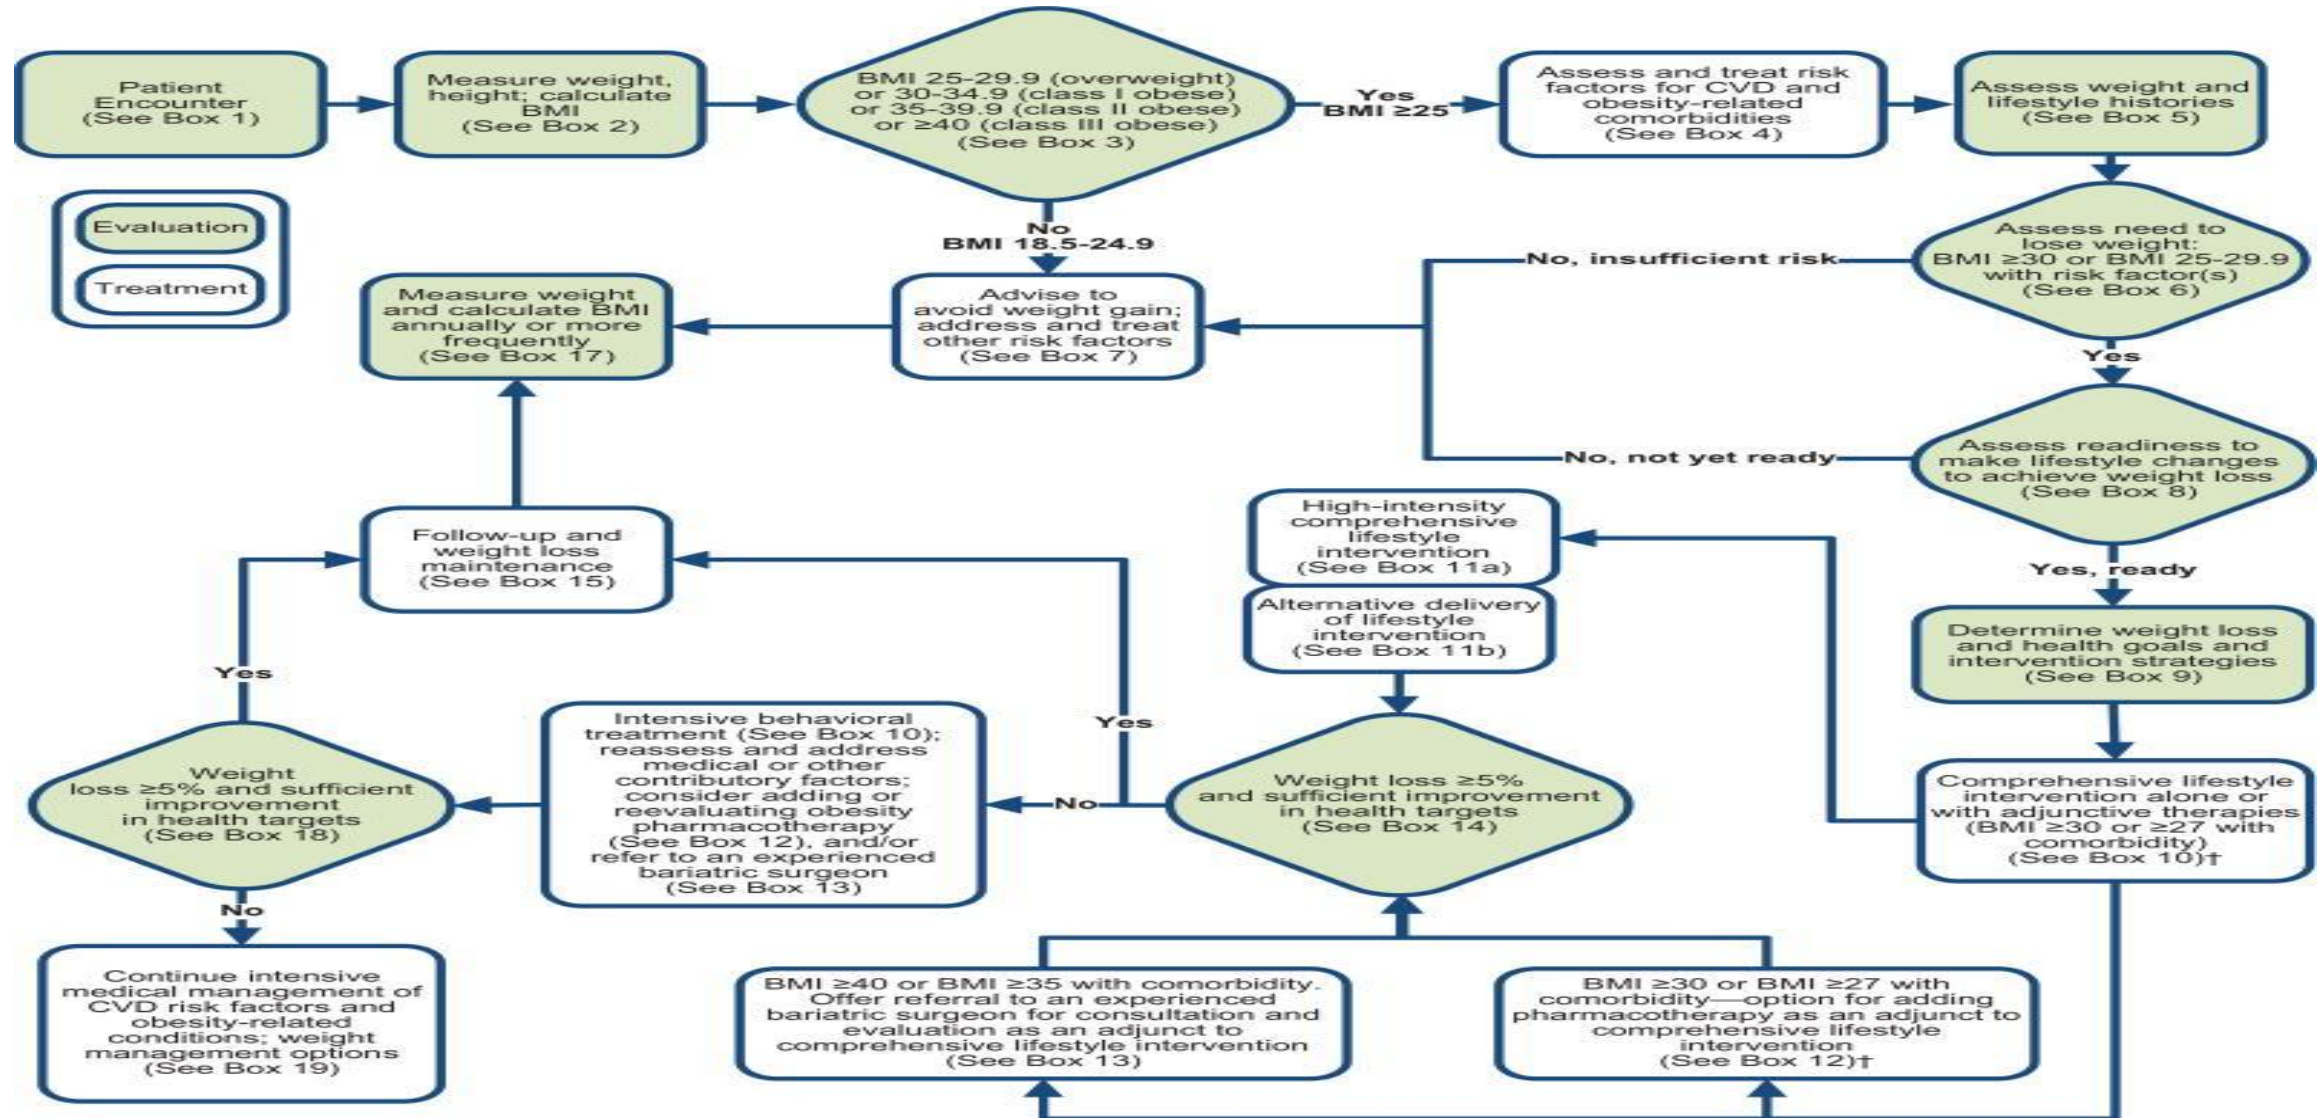 Patient
Encounter
(See Box 1)
Measure weight,
height; calculate
BMI
(See Box 2)
BMI 25-29.9 (overweight)
or 30-34.9 (class I obese)
or 35-39.9 (class II obese)
or ≥40 (class III obese)
(See Box 3)
Yes
BMI ≥25
Assess and treat risk
factors for CVD and
obesity-related
comorbidities
(See Box 4)
Assess weight and
lifestyle histories
(See Box 5)
Evaluation
Treatment
No
BMI 18.5-24.9
Assess need to
lose weight:
BMI ≥30 or BMI 25-29.9
with risk factor(s)
(See Box 6)
No, insufficient risk
Advise to
avoid weight gain;
address and treat
other risk factors
(See Box 7)
Measure weight
and calculate BMI
annually or more
frequently
(See Box 17)
Yes
Assess readiness to
make lifestyle changes
to achieve weight loss
(See Box 8)
No, not yet ready
Yes, ready
Determine weight loss
and health goals and
intervention strategies
(See Box 9)
High-intensity
comprehensive
lifestyle
intervention
(See Box 11a)
Alternative delivery
of lifestyle
intervention
(See Box 11b)
Follow-up and
weight loss
maintenance
(See Box 15)
Yes
Yes
Comprehensive lifestyle
intervention alone or
with adjunctive therapies
(BMI ≥30 or ≥27 with
comorbidity)
(See Box 10)†
Weight loss ≥5%
and sufficient improvement
in health targets
(See Box 14)
No
Intensive behavioral
treatment (See Box 10);
reassess and address
medical or other
contributory factors;
consider adding or
reevaluating obesity
pharmacotherapy
(See Box 12), and/or
refer to an experienced
bariatric surgeon
(See Box 13)
Weight
loss ≥5% and sufficient
improvement
in health targets
(See Box 18)
No
Continue intensive
medical management of
CVD risk factors and
obesity-related
conditions; weight
management options
(See Box 19)
BMI ≥40 or BMI ≥35 with comorbidity.
Offer referral to an experienced
bariatric surgeon for consultation and
evaluation as an adjunct to
comprehensive lifestyle intervention
(See Box 13)
BMI ≥30 or BMI ≥27 with
comorbidity—option for adding
pharmacotherapy as an adjunct to
comprehensive lifestyle
intervention
(See Box 12)†